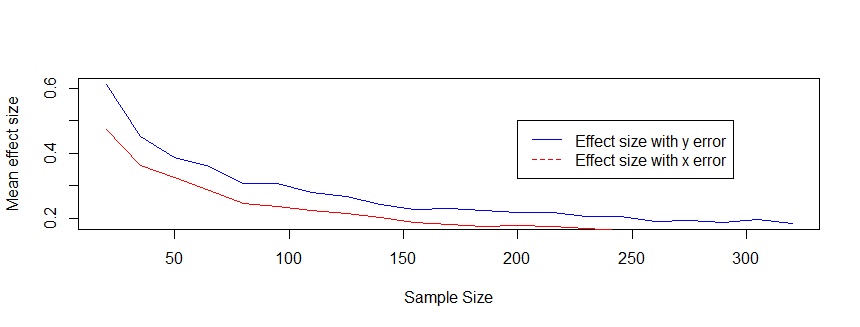 Mean effect size
0.6
0.4
0.2
Effect size with y error
Effect size with x error
50 100 150 200 250 300
Sample Size